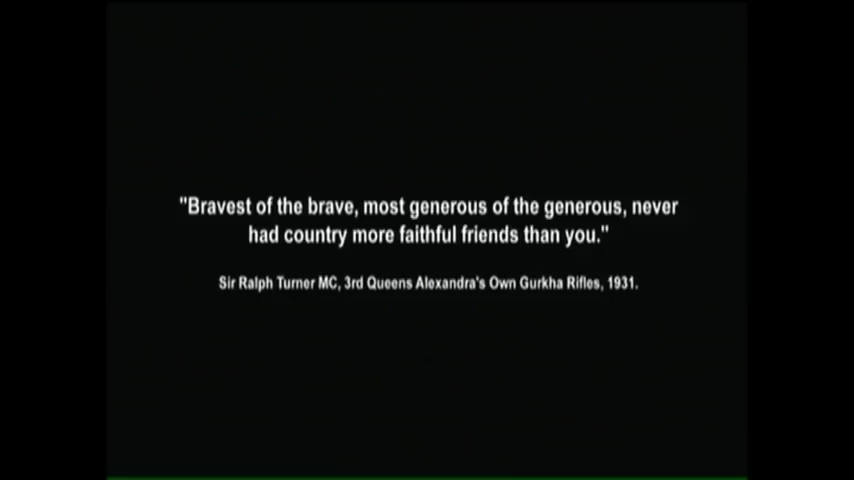 "Bravest of the brave, most generous of the generous, never
had country more faithful friends than you."
Sir Ralph Turner MC, 3rd Queens Alexandra's Own Gurkha Rifles, 1931.